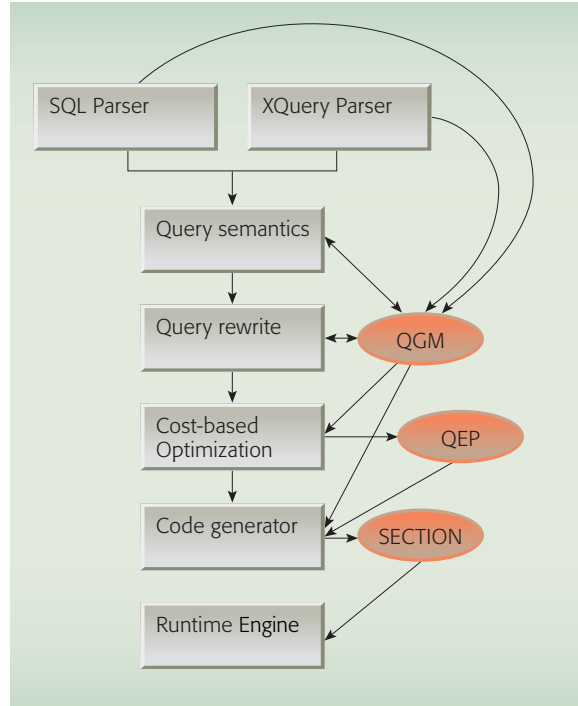 SQL Parser
XQuery Parser
Query semantics
Query rewrite
QGM
Cost-based
Optimization
QEP
Code generator
SECTION
Runtime Engine